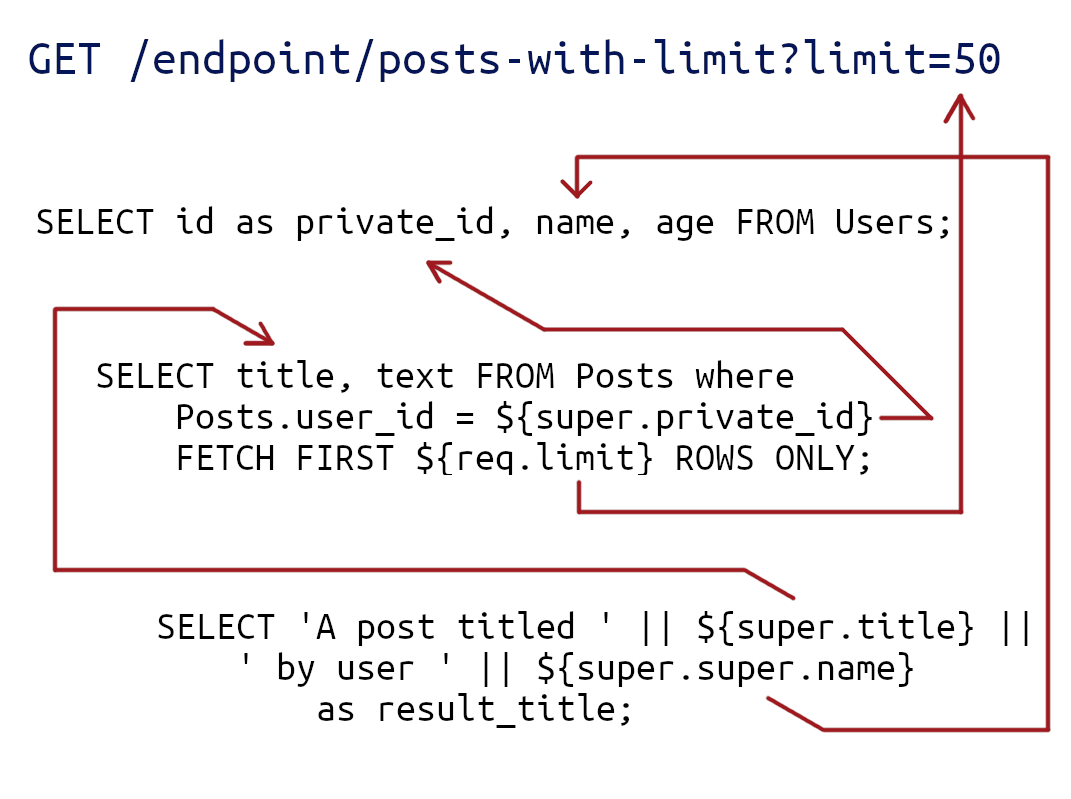 GET /endpoint/posts-with-limit?limit=50
SELECT id as private_id, name, age FROM Users;
SELECT title, text FROM Posts where
Posts.user_id = ${super.private_id}
FETCH FIRST ${req.limit} ROWS ONLY;
SELECT 'A post titled ' || ${super.title} ||
' by user ' || ${super.super.name}
as result_title;